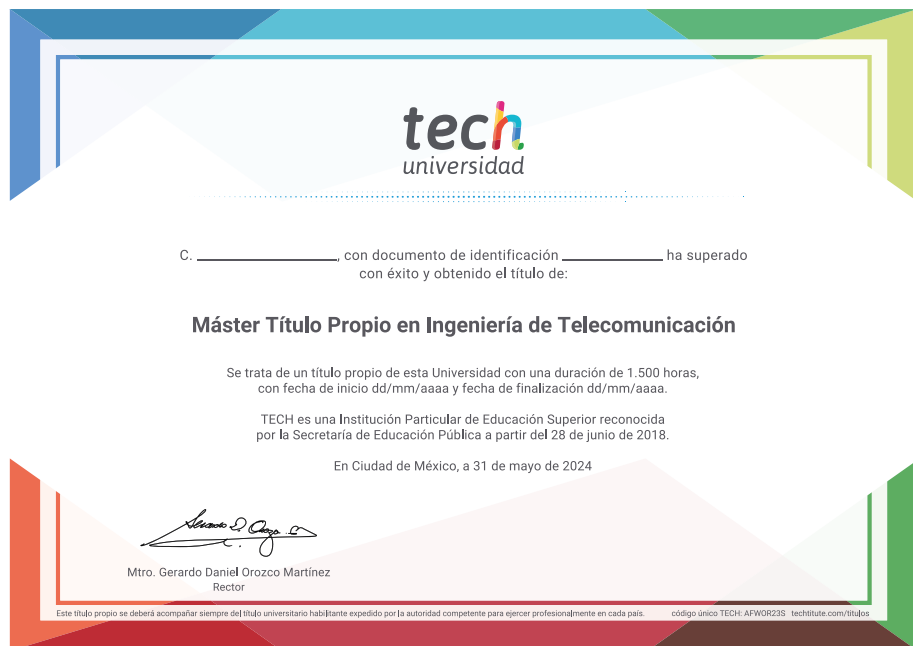 tech
universidad
C. , con documento de identificación ha superado
con éxito y obtenido el título de:
Máster Título Propio en Ingeniería de Telecomunicación
Se trata de un título propio de esta Universidad con una duración de 1.500 horas,
con fecha de inicio dd/mm/aaaa y fecha de finalización dd/mm/aaaa.
TECH es una Institución Particular de Educación Superior reconocida
por la Secretaría de Educación Pública a partir del 28 de junio de 2018.
En Ciudad de México, a 31 de mayo de 2024
Mtro. Gerardo Daniel Orozco Martínez
Rector
Este título propio se deberá acompañar siempre del título universitario habilitante expedido por la autoridad competente para ejercer profesionalmente en cada país. código único TECH: AFWOR23S techtitute.com/titulos